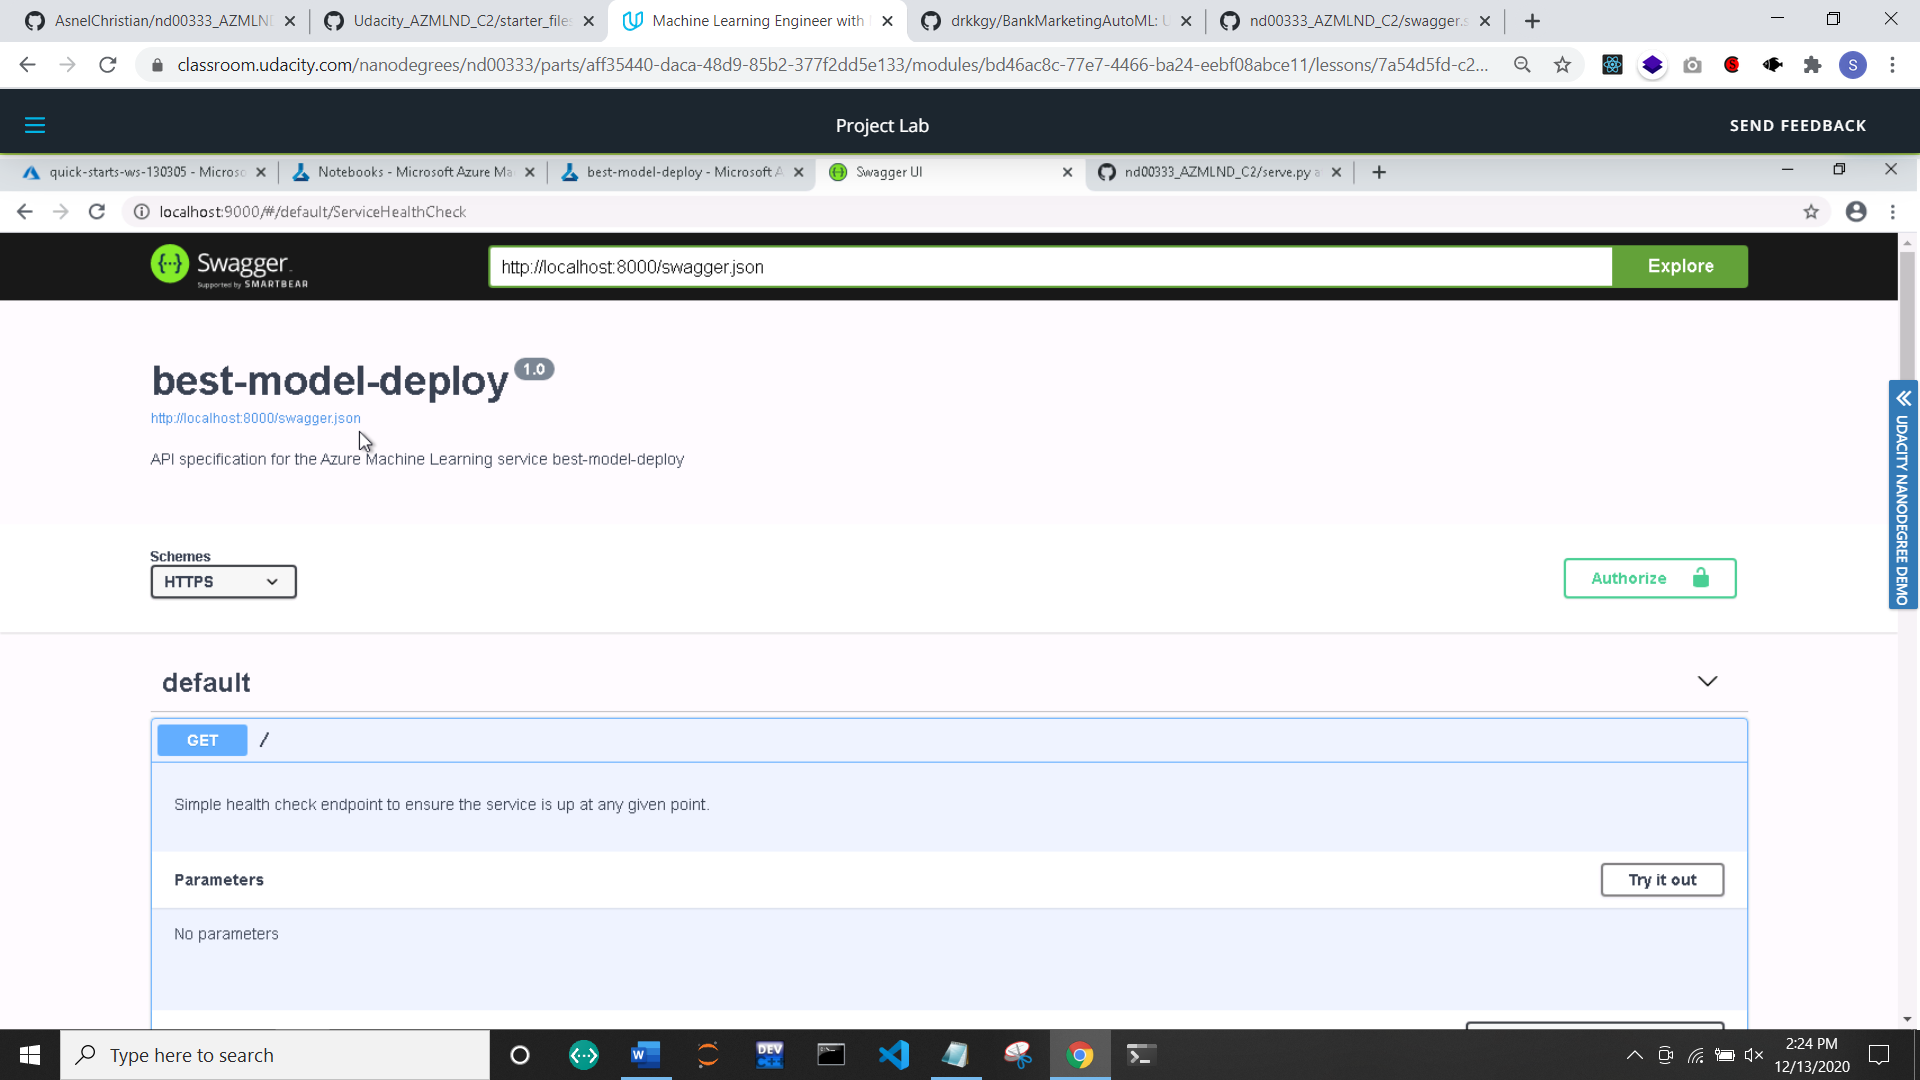 AsnelChristian/nd00333_AZMLND
Udacity_AZMLND_C2/starter_files
Machine Learning Engineer with
drkkgy/BankMarketingAutoML: U
nd00333_AZMLND_C2/swagger.s
classroom.udacity.com/nanodegrees/nd00333/parts/aff35440-daca-48d9-85b2-377f2dd5e133/modules/bd46ac8c-77e7-4466-ba24-eebf08abce11/lessons/7a54d5fd-c2...
S
S
Project Lab
SEND FEEDBACK
quick-starts-ws-130305 - Microso
Notebooks - Microsoft Azure Ma
best-model-deploy - Microsoft A
Swagger UI
nd00333_AZMLND_C2/serve.py a
localhost:9000/#/default/ServiceHealthCheck
Swagger
Supported by SMARTBEAR
http://localhost:8000/swagger.json
Explore
best-model-deploy 1.0
http://localhost:8000/swagger.json
API specification for the Azure Machine Learning service best-model-deploy
UDACITY NANODEGREE DEMO
Schemes
HTTPS
Authorize
default
GET /
Simple health check endpoint to ensure the service is up at any given point.
Parameters
Try it out
No parameters
Type here to search
W
DEV
C++
2:24 PM
12/13/2020